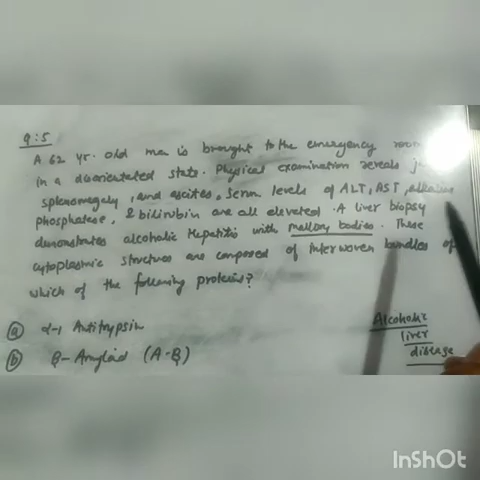 Q:5
A 62 yr. old man is brought to the emergency room
in a disorientated state. Physical examination reveals
splenomegaly, and ascites. Serum levels of ALT, AST, alkaline
phosphatese, & bilirubin are all elevated. A liver biopsy
demonstrates alcoholic Hepatitis with mallory bodies. These
cytoplasmic structures are composed of Interwoven bundles of
which of the following proteins?
(a) α-1 Antitrypsin
(b) β-Amyloid (A-β)
Alcoholic
liver
disease
InShOt